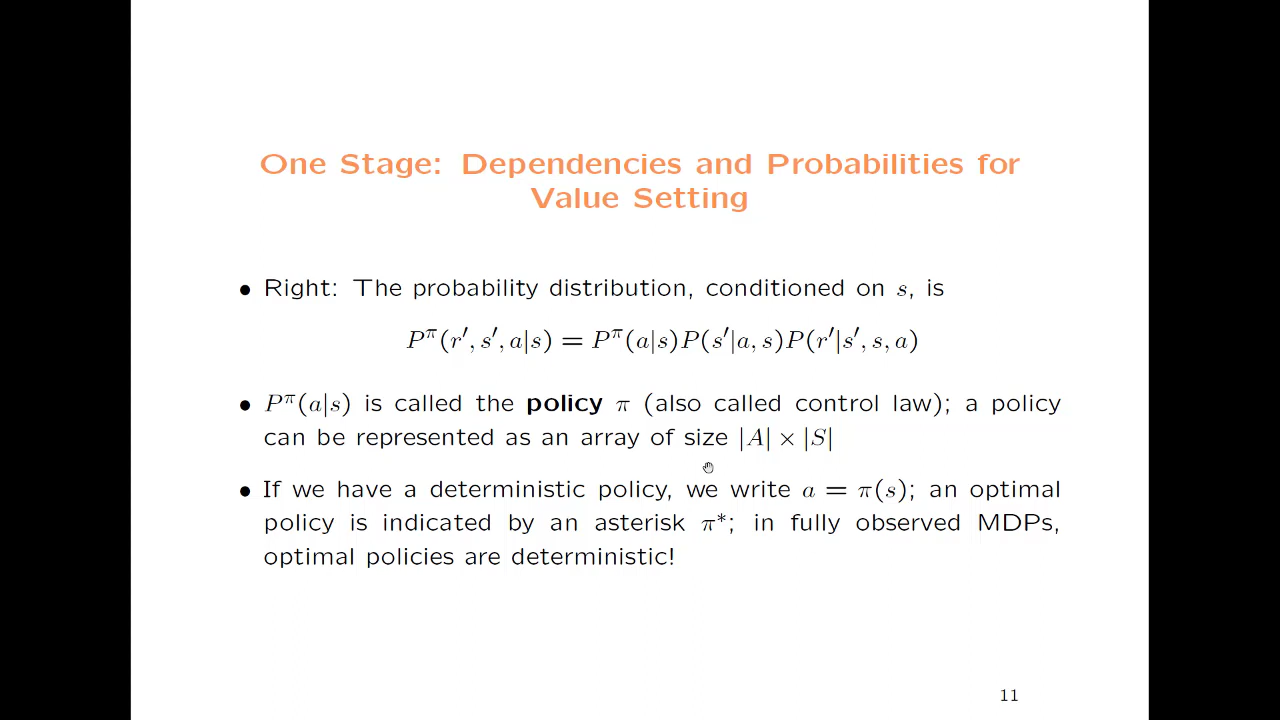 One Stage: Dependencies and Probabilities for
Value Setting
• Right: The probability distribution, conditioned on s, is
P^π(r′, s′, a|s) = P^π(a|s)P(s′|a, s)P(r′|s′, s, a)
• P^π(a|s) is called the policy π (also called control law); a policy
can be represented as an array of size |A| × |S|
• If we have a deterministic policy, we write a = π(s); an optimal
policy is indicated by an asterisk π*; in fully observed MDPs,
optimal policies are deterministic!
11